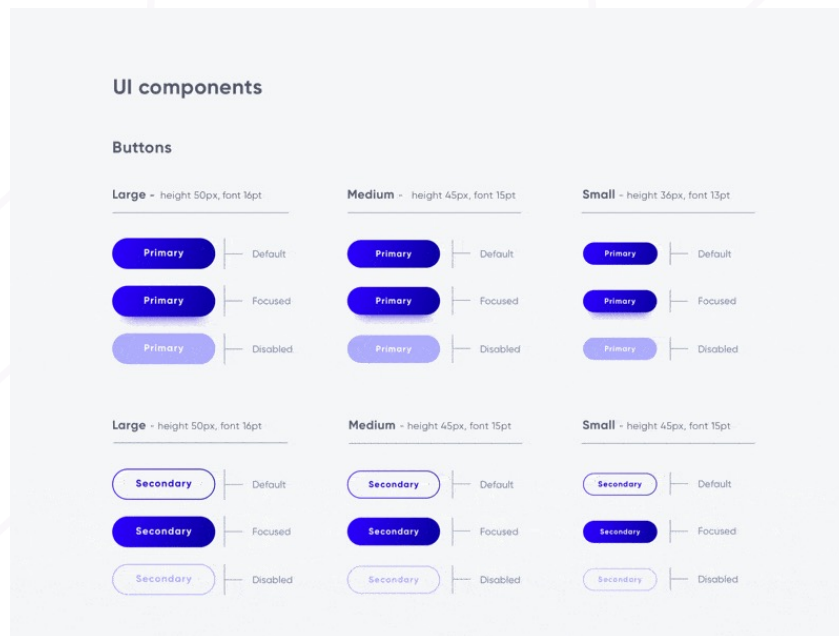 UI components
Buttons
Large - height 50px, font 16pt
Medium - height 45px, font 15pt
Small - height 36px, font 13pt
Primary Default
Primary Default
Primary Default
Primary Focused
Primary Focused
Primary Focused
Primary Disabled
Primary Disabled
Primary Disabled
Large - height 50px, font 16pt
Medium - height 45px, font 15pt
Small - height 45px, font 15pt
Secondary Default
Secondary Default
Secondary Default
Secondary Focused
Secondary Focused
Secondary Focused
Secondary Disabled
Secondary Disabled
Secondary Disabled